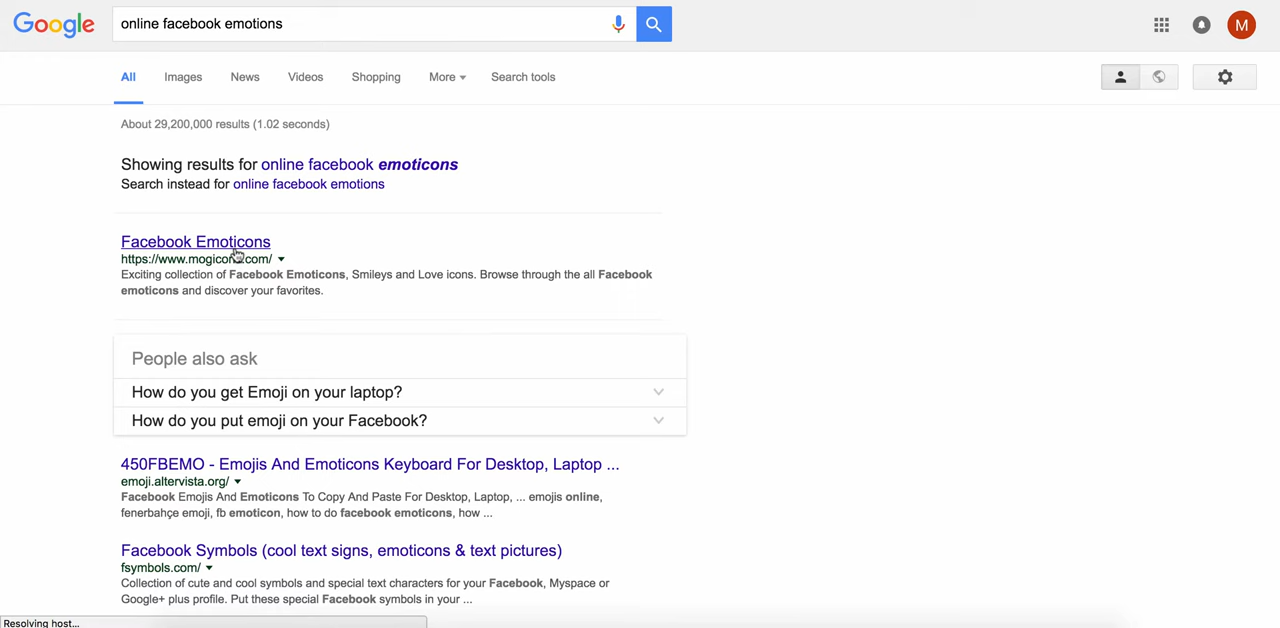 Google
online facebook emotions
M
All Images News Videos Shopping More Search tools
About 29,200,000 results (1.02 seconds)
Showing results for online facebook emoticons
Search instead for online facebook emotions
Facebook Emoticons
https://www.mogicons.com/
Exciting collection of Facebook Emoticons, Smileys and Love icons. Browse through the all Facebook
emoticons and discover your favorites.
People also ask
How do you get Emoji on your laptop?
How do you put emoji on your Facebook?
450FBEMO - Emojis And Emoticons Keyboard For Desktop, Laptop ...
emoji.altervista.org/
Facebook Emojis And Emoticons To Copy And Paste For Desktop, Laptop, ... emojis online,
fenerbahçe emoji, fb emoticon, how to do facebook emoticons, how ...
Facebook Symbols (cool text signs, emoticons & text pictures)
fsymbols.com/
Collection of cute and cool symbols and special text characters for your Facebook, Myspace or
Google+ plus profile. Put these special Facebook symbols in your ...
Resolving host...